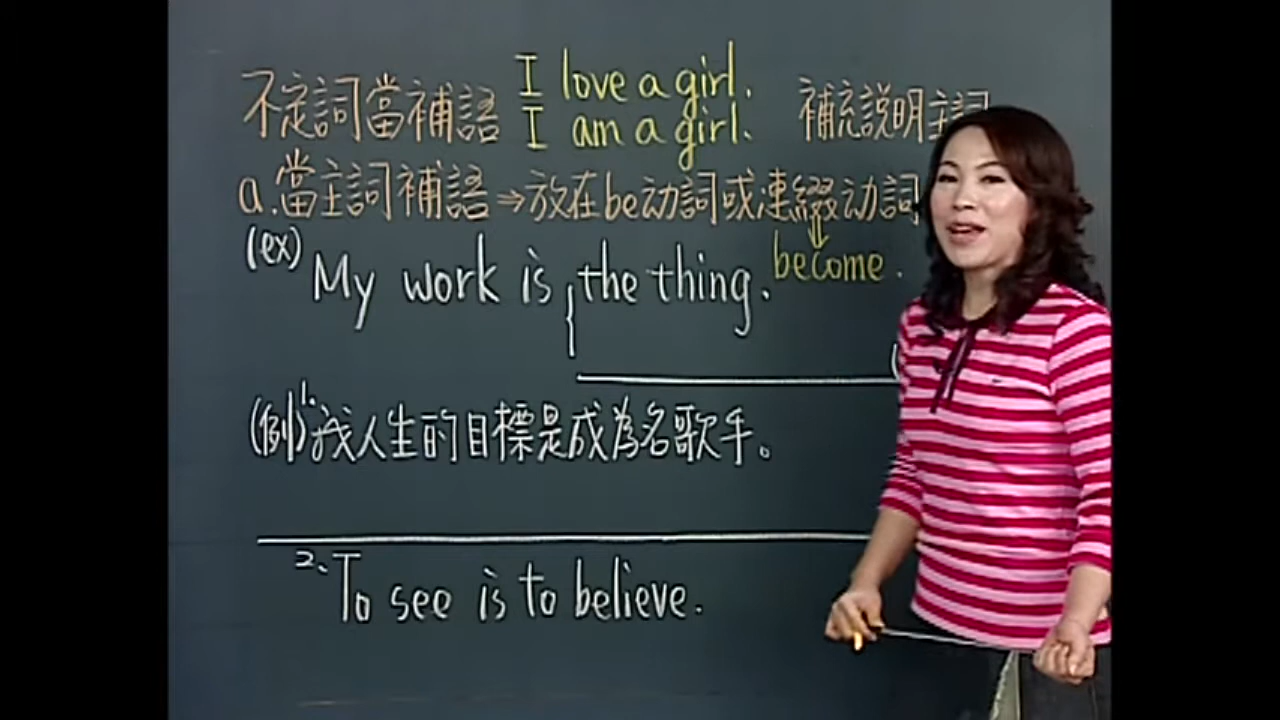 不定詞當補語 I love a girl. 補充說明主詞
I am a girl.
a.當主詞補語⇒放在be动詞或連綴动詞
(ex) My work is { the thing. become.
(例)1.我人生的目標是成為名歌手。
2. To see is to believe.